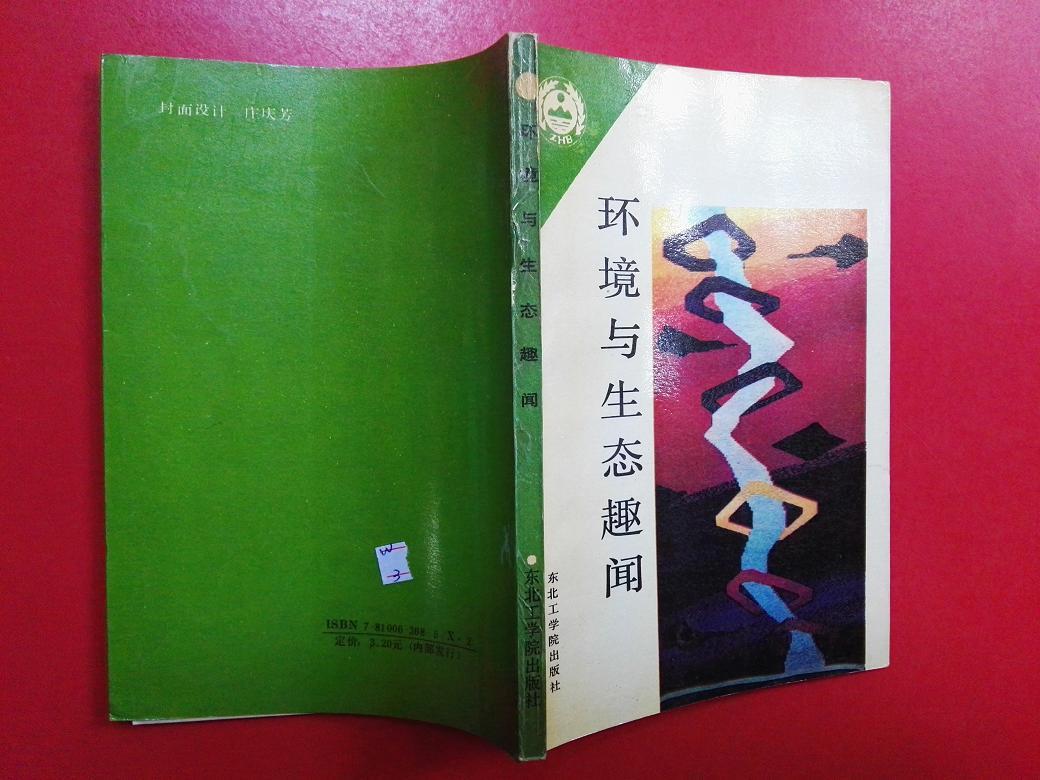 封面设计 庄庆芳
W
3
ISBN 7-81006-368-5/X·2
定价：3.20元（内部发行）
环境与生态趣闻
东北工学院出版社
ZHB
环境与生态趣闻
东北工学院出版社